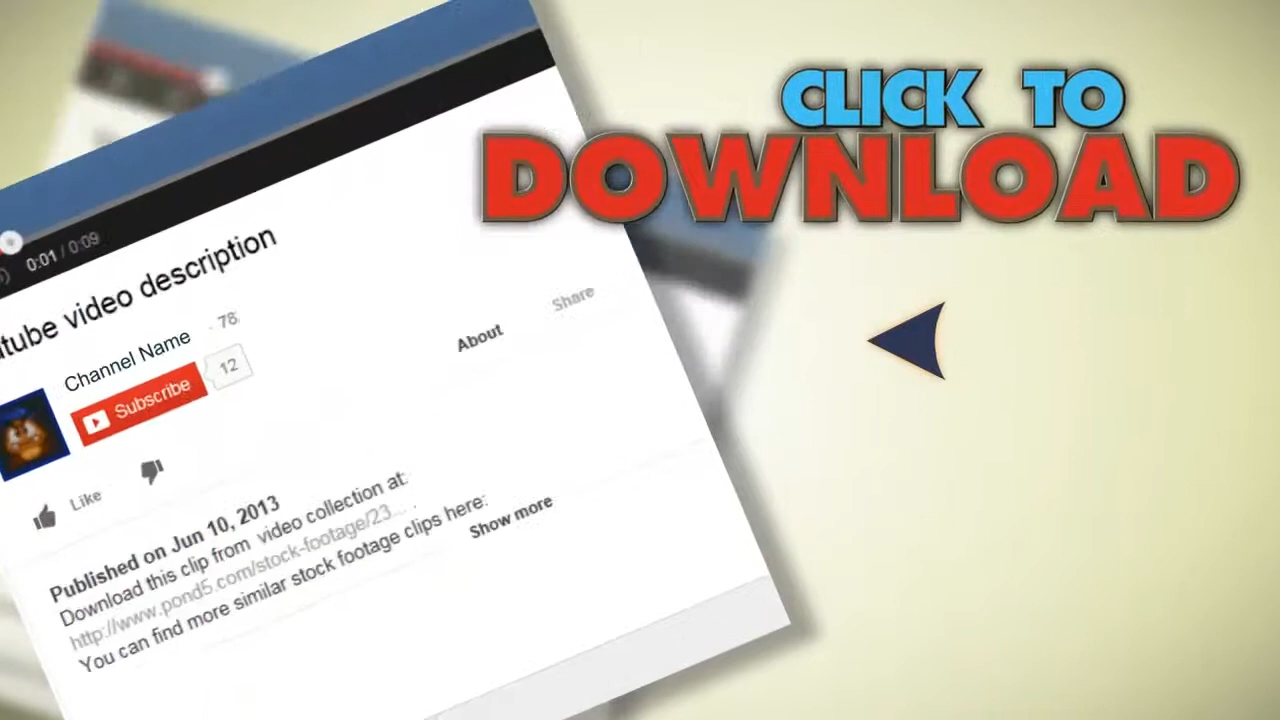 CLICK TO
DOWNLOAD
0:01 / 0:09
tube video description
Channel Name
78
Subscribe
12
About
Share
Like
Published on Jun 10, 2013
Download this clip from video collection at:
http://www.pond5.com/stock-footage/23....
You can find more similar stock footage clips here:
Show more